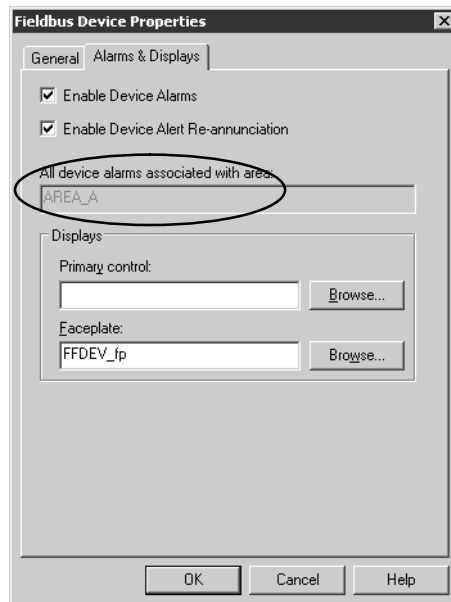 Fieldbus Device Properties
General
Alarms & Displays
Enable Device Alarms
Enable Device Alert Re-annunciation
All device alarms associated with area:
AREA_A
Displays
Primary control:
Browse...
Faceplate:
FFDEV_fp
Browse...
OK
Cancel
Help